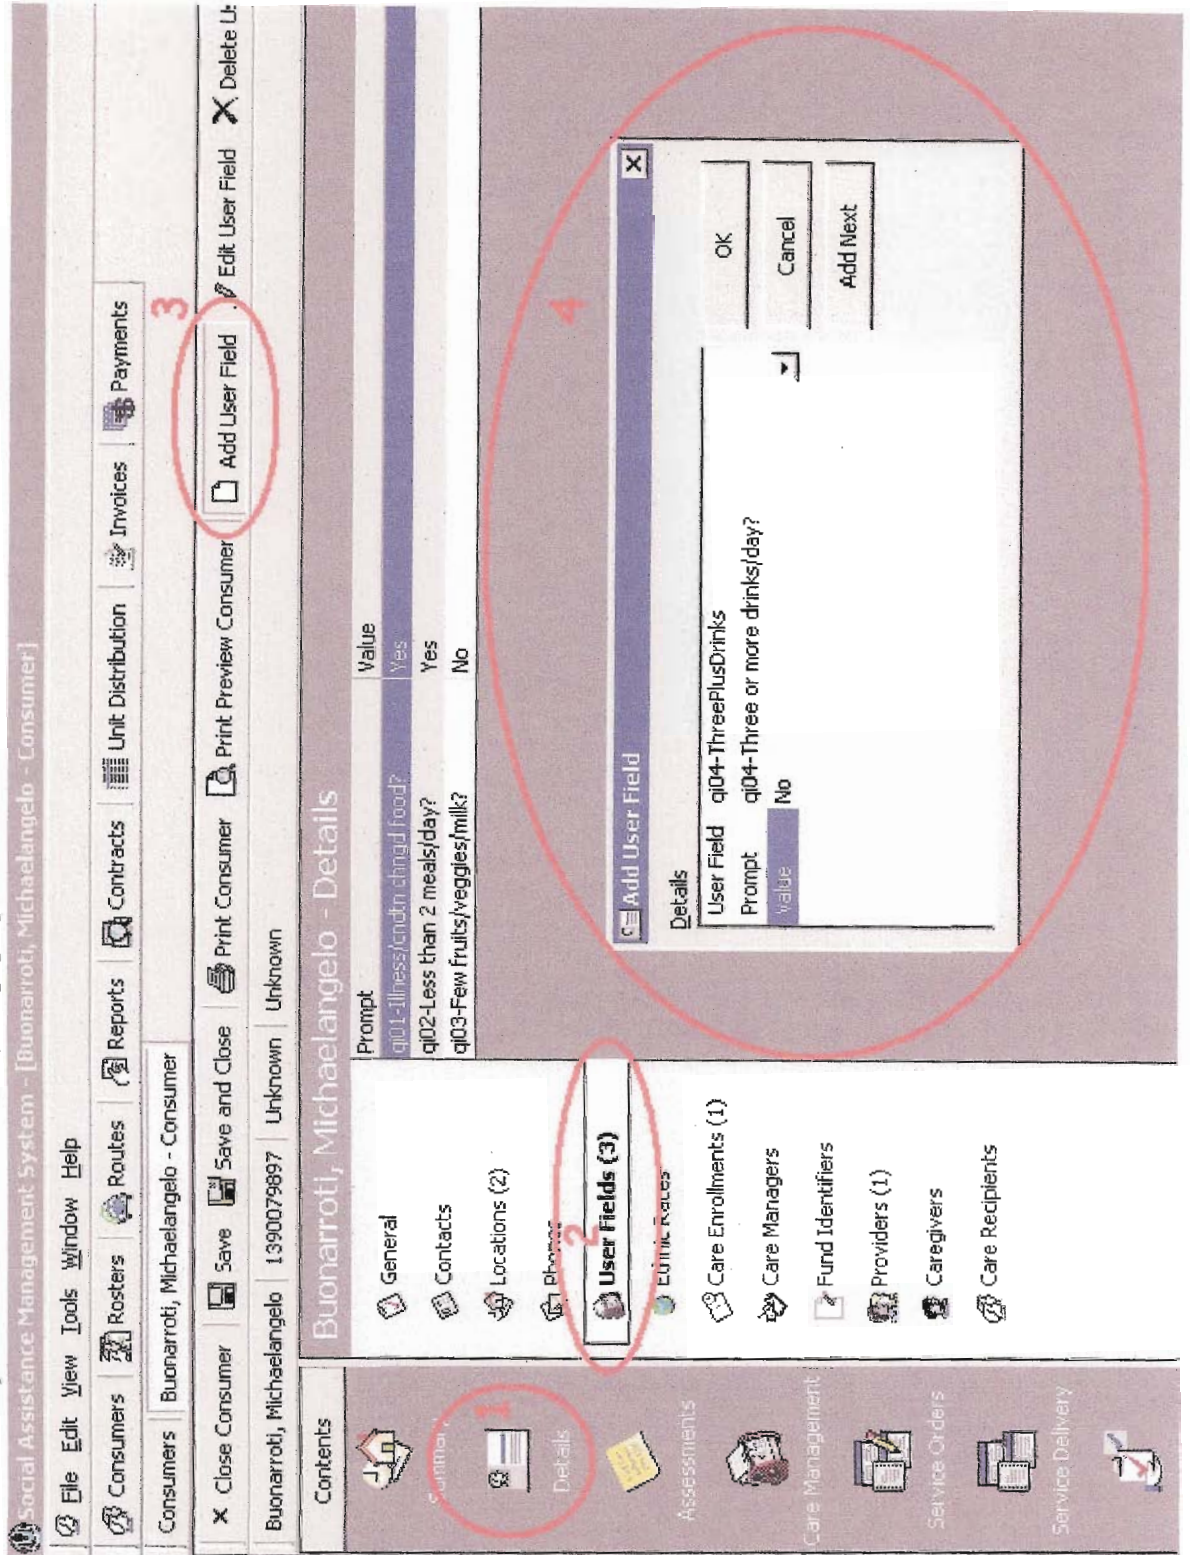 Social Assistance Management System - [Buonarroti, Michaelangelo - Consumer]
File Edit View Tools Window Help
Consumers Rosters Routes Reports Contracts Unit Distribution Invoices Payments
Consumers Buonarroti, Michaelangelo - Consumer
Close Consumer Save Save and Close Print Consumer Print Preview Consumer Add User Field Edit User Field Delete U
3
Buonarroti, Michaelangelo 1390079897 Unknown Unknown
Contents
Summary
1
Details
Assessments
Care Management
Service Orders
Service Delivery
Buonarroti, Michaelangelo - Details
General
Contacts
Locations (2)
Phones
2
User Fields (3)
Ethnic Races
Care Enrollments (1)
Care Managers
Fund Identifiers
Providers (1)
Caregivers
Care Recipients
Prompt Value
qi01-Illness/cndtn chngd food? Yes
qi02-Less than 2 meals/day? Yes
qi03-Few fruits/veggies/milk? No
4
Add User Field
Details
User Field qi04-ThreePlusDrinks
Prompt qi04-Three or more drinks/day?
Value No
OK
Cancel
Add Next